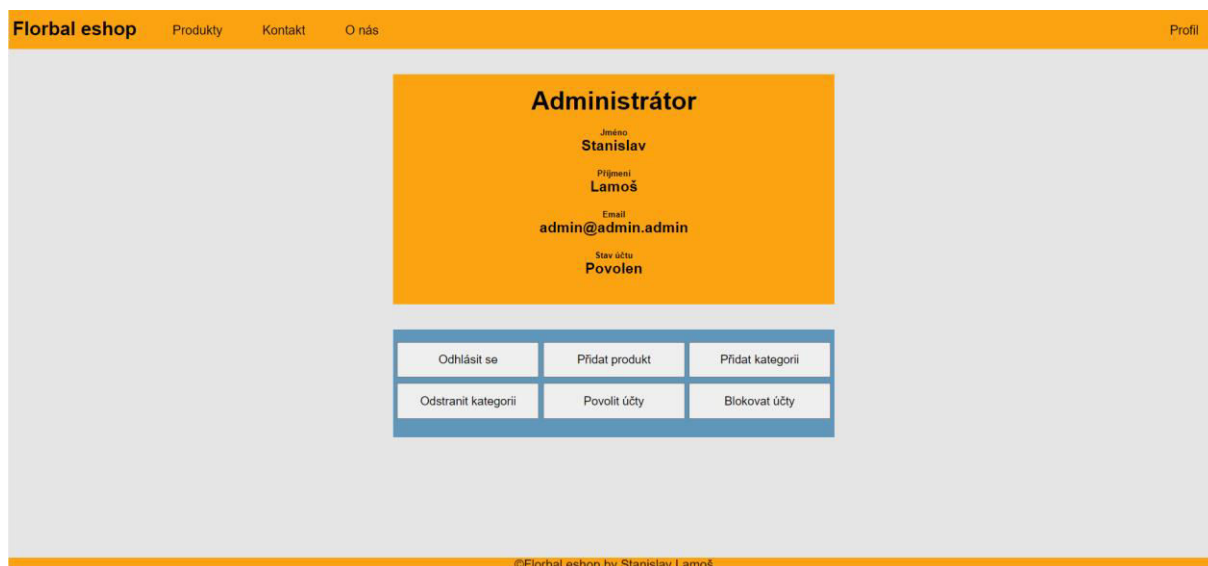 Florbal eshop Produkty Kontakt O nás Profil
Administrátor
Jméno
Stanislav
Příjmení
Lamoš
Email
admin@admin.admin
Stav účtu
Povolen
Odhlásit se Přidat produkt Přidat kategorii
Odstranit kategorii Povolit účty Blokovat účty
©Florbal eshop by Stanislav Lamoš